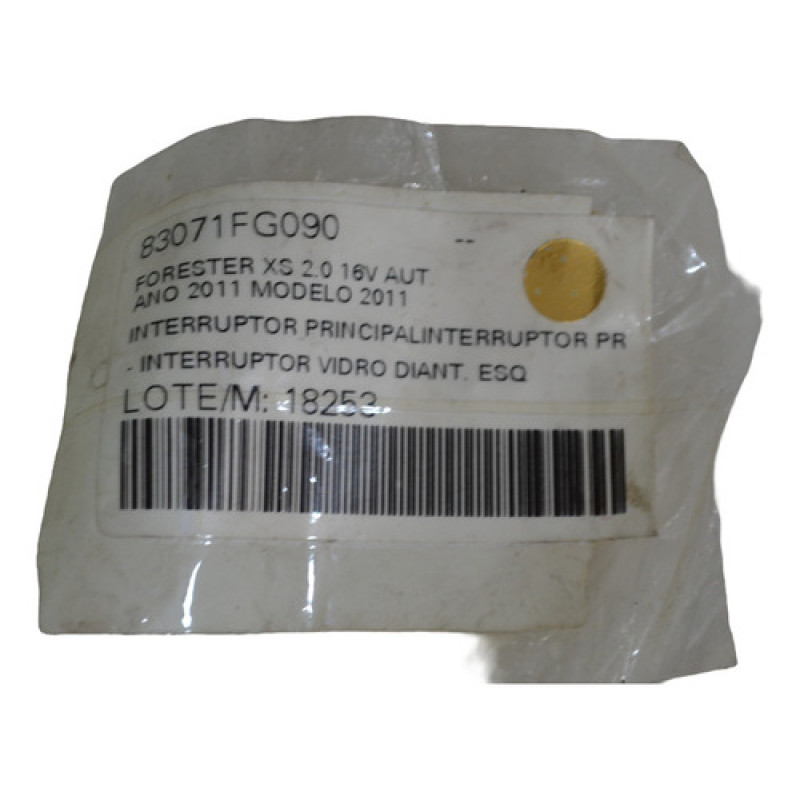 83071FG090 --
FORESTER XS 2.0 16V AUT.
ANO 2011 MODELO 2011
INTERRUPTOR PRINCIPALINTERRUPTOR PR
- INTERRUPTOR VIDRO DIANT. ESQ
LOTE/M: 18253